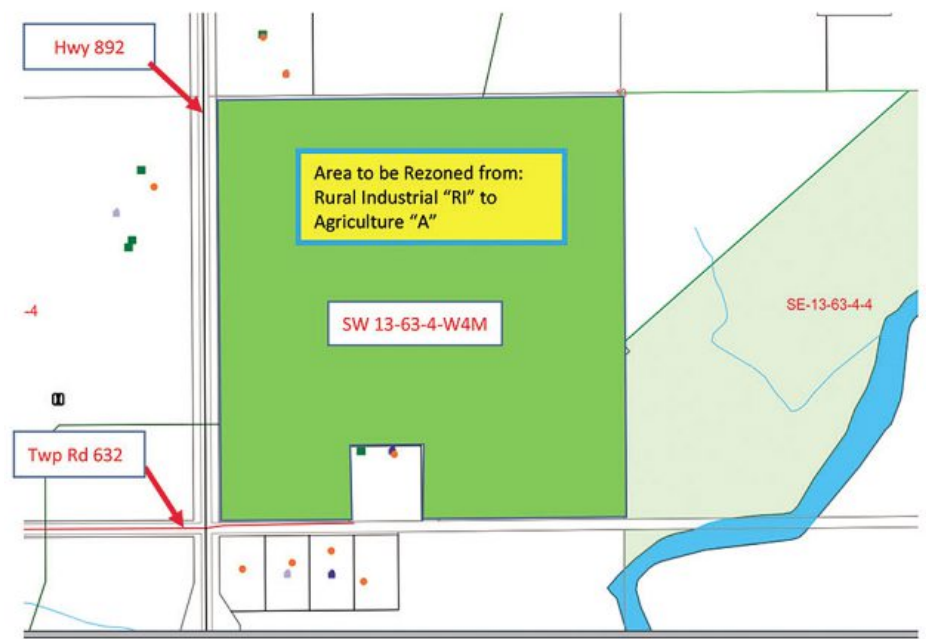 Hwy 892
Area to be Rezoned from:
Rural Industrial “RI” to
Agriculture “A”
-4
SW 13-63-4-W4M
SE-13-63-4-4
Twp Rd 632